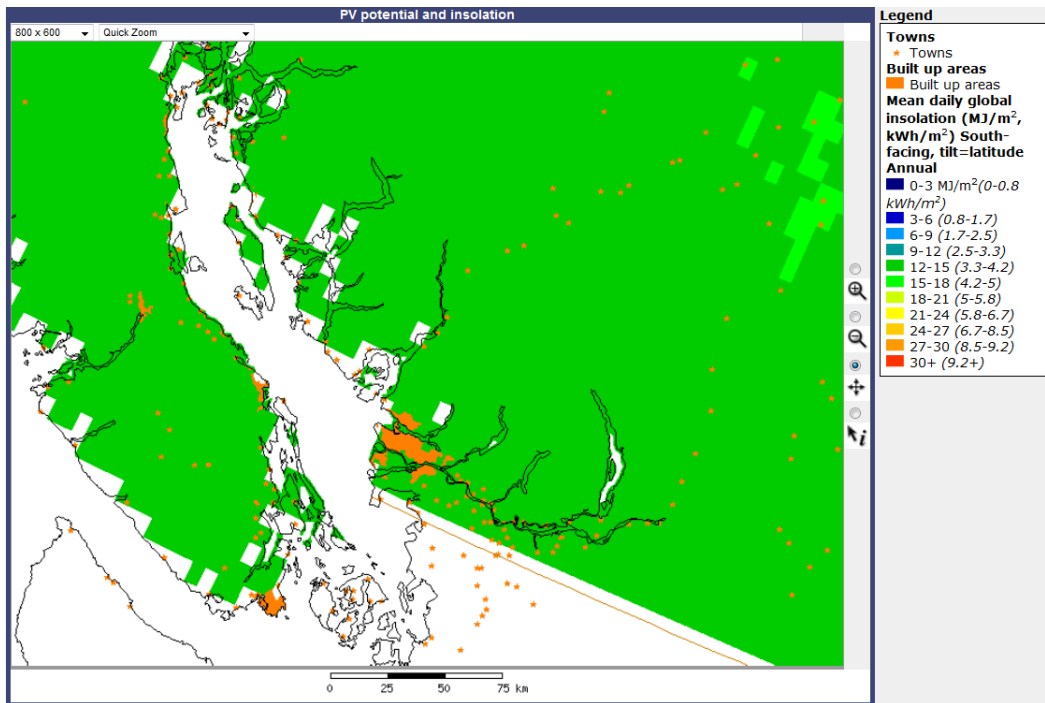 PV potential and insolation
800 x 600
Quick Zoom
Legend
Towns
Towns
Built up areas
Built up areas
Mean daily global
insolation (MJ/m²,
kWh/m²) South-
facing, tilt=latitude
Annual
0-3 MJ/m²(0-0.8
kWh/m²)
3-6 (0.8-1.7)
6-9 (1.7-2.5)
9-12 (2.5-3.3)
12-15 (3.3-4.2)
15-18 (4.2-5)
18-21 (5-5.8)
21-24 (5.8-6.7)
24-27 (6.7-8.5)
27-30 (8.5-9.2)
30+ (9.2+)
i
0 25 50 75 km